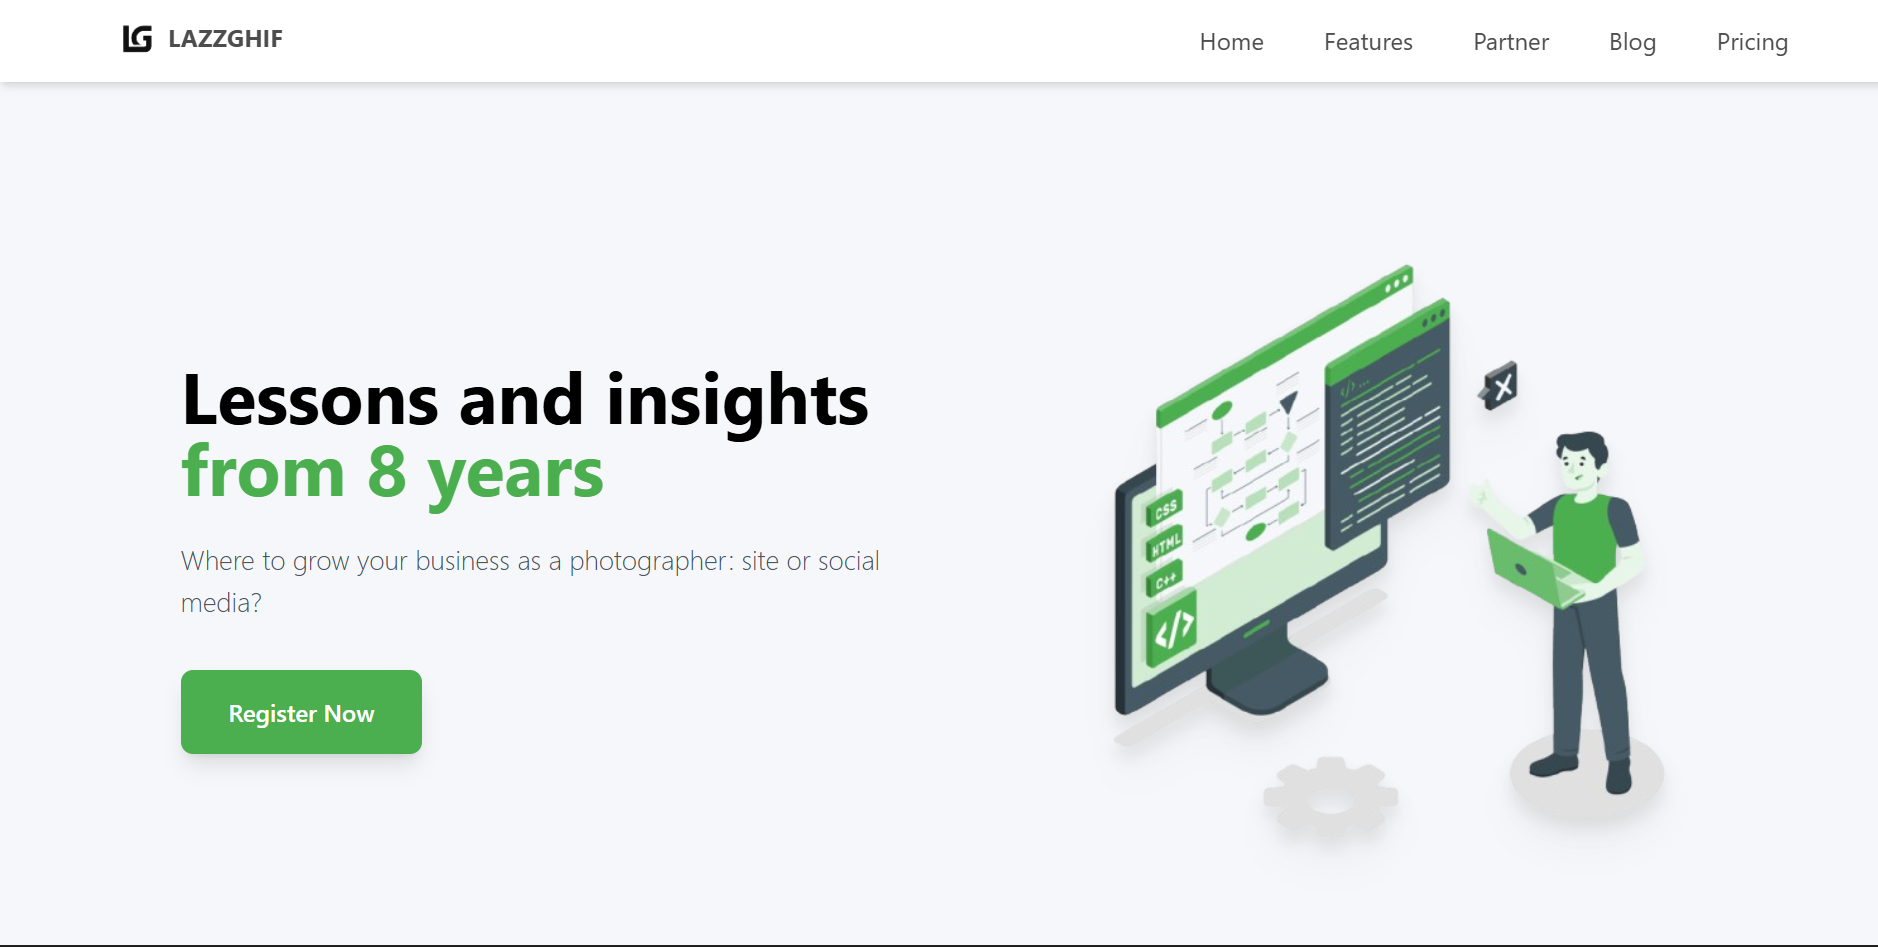 LG LAZZGHIF
Home Features Partner Blog Pricing
Lessons and insights
from 8 years
Where to grow your business as a photographer: site or social
media?
Register Now
CSS
HTML
C++
</>
</> ...
X